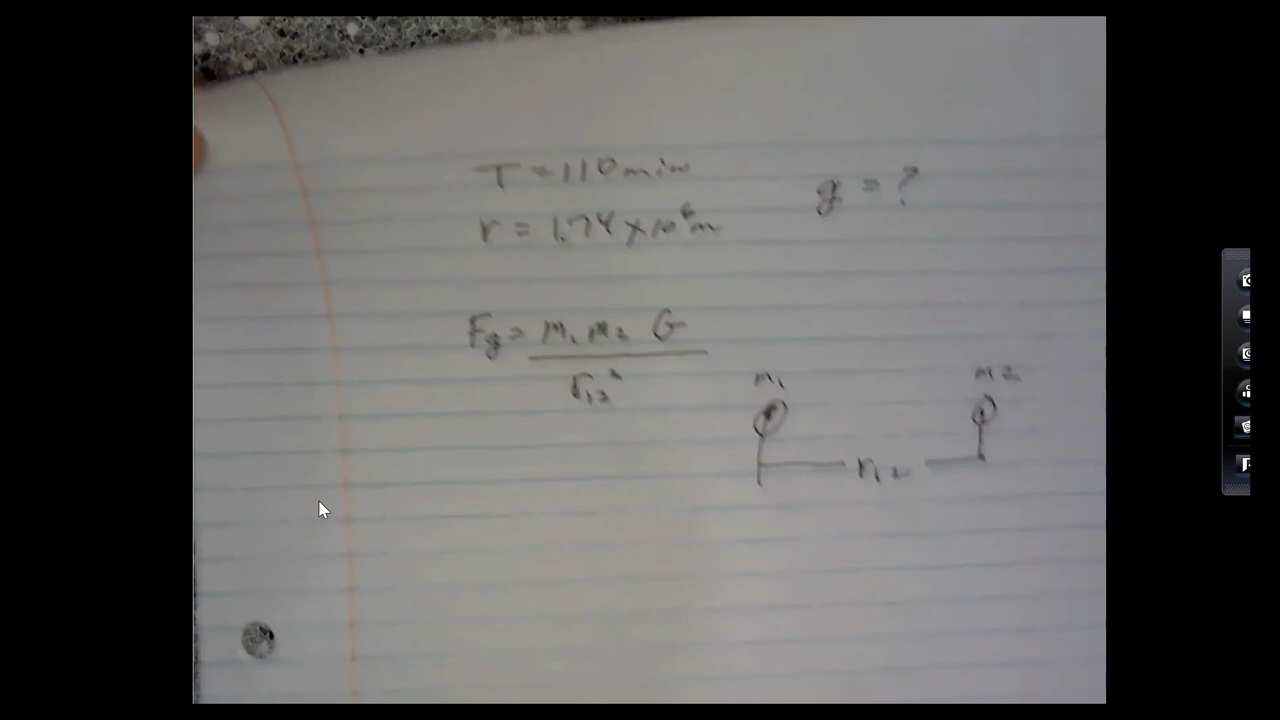 T = 110 min
g = ?
r = 1.74 x 10⁶ m
Fg = m₁ m₂ G
r₁₂²
m₁ m2
r₁₂